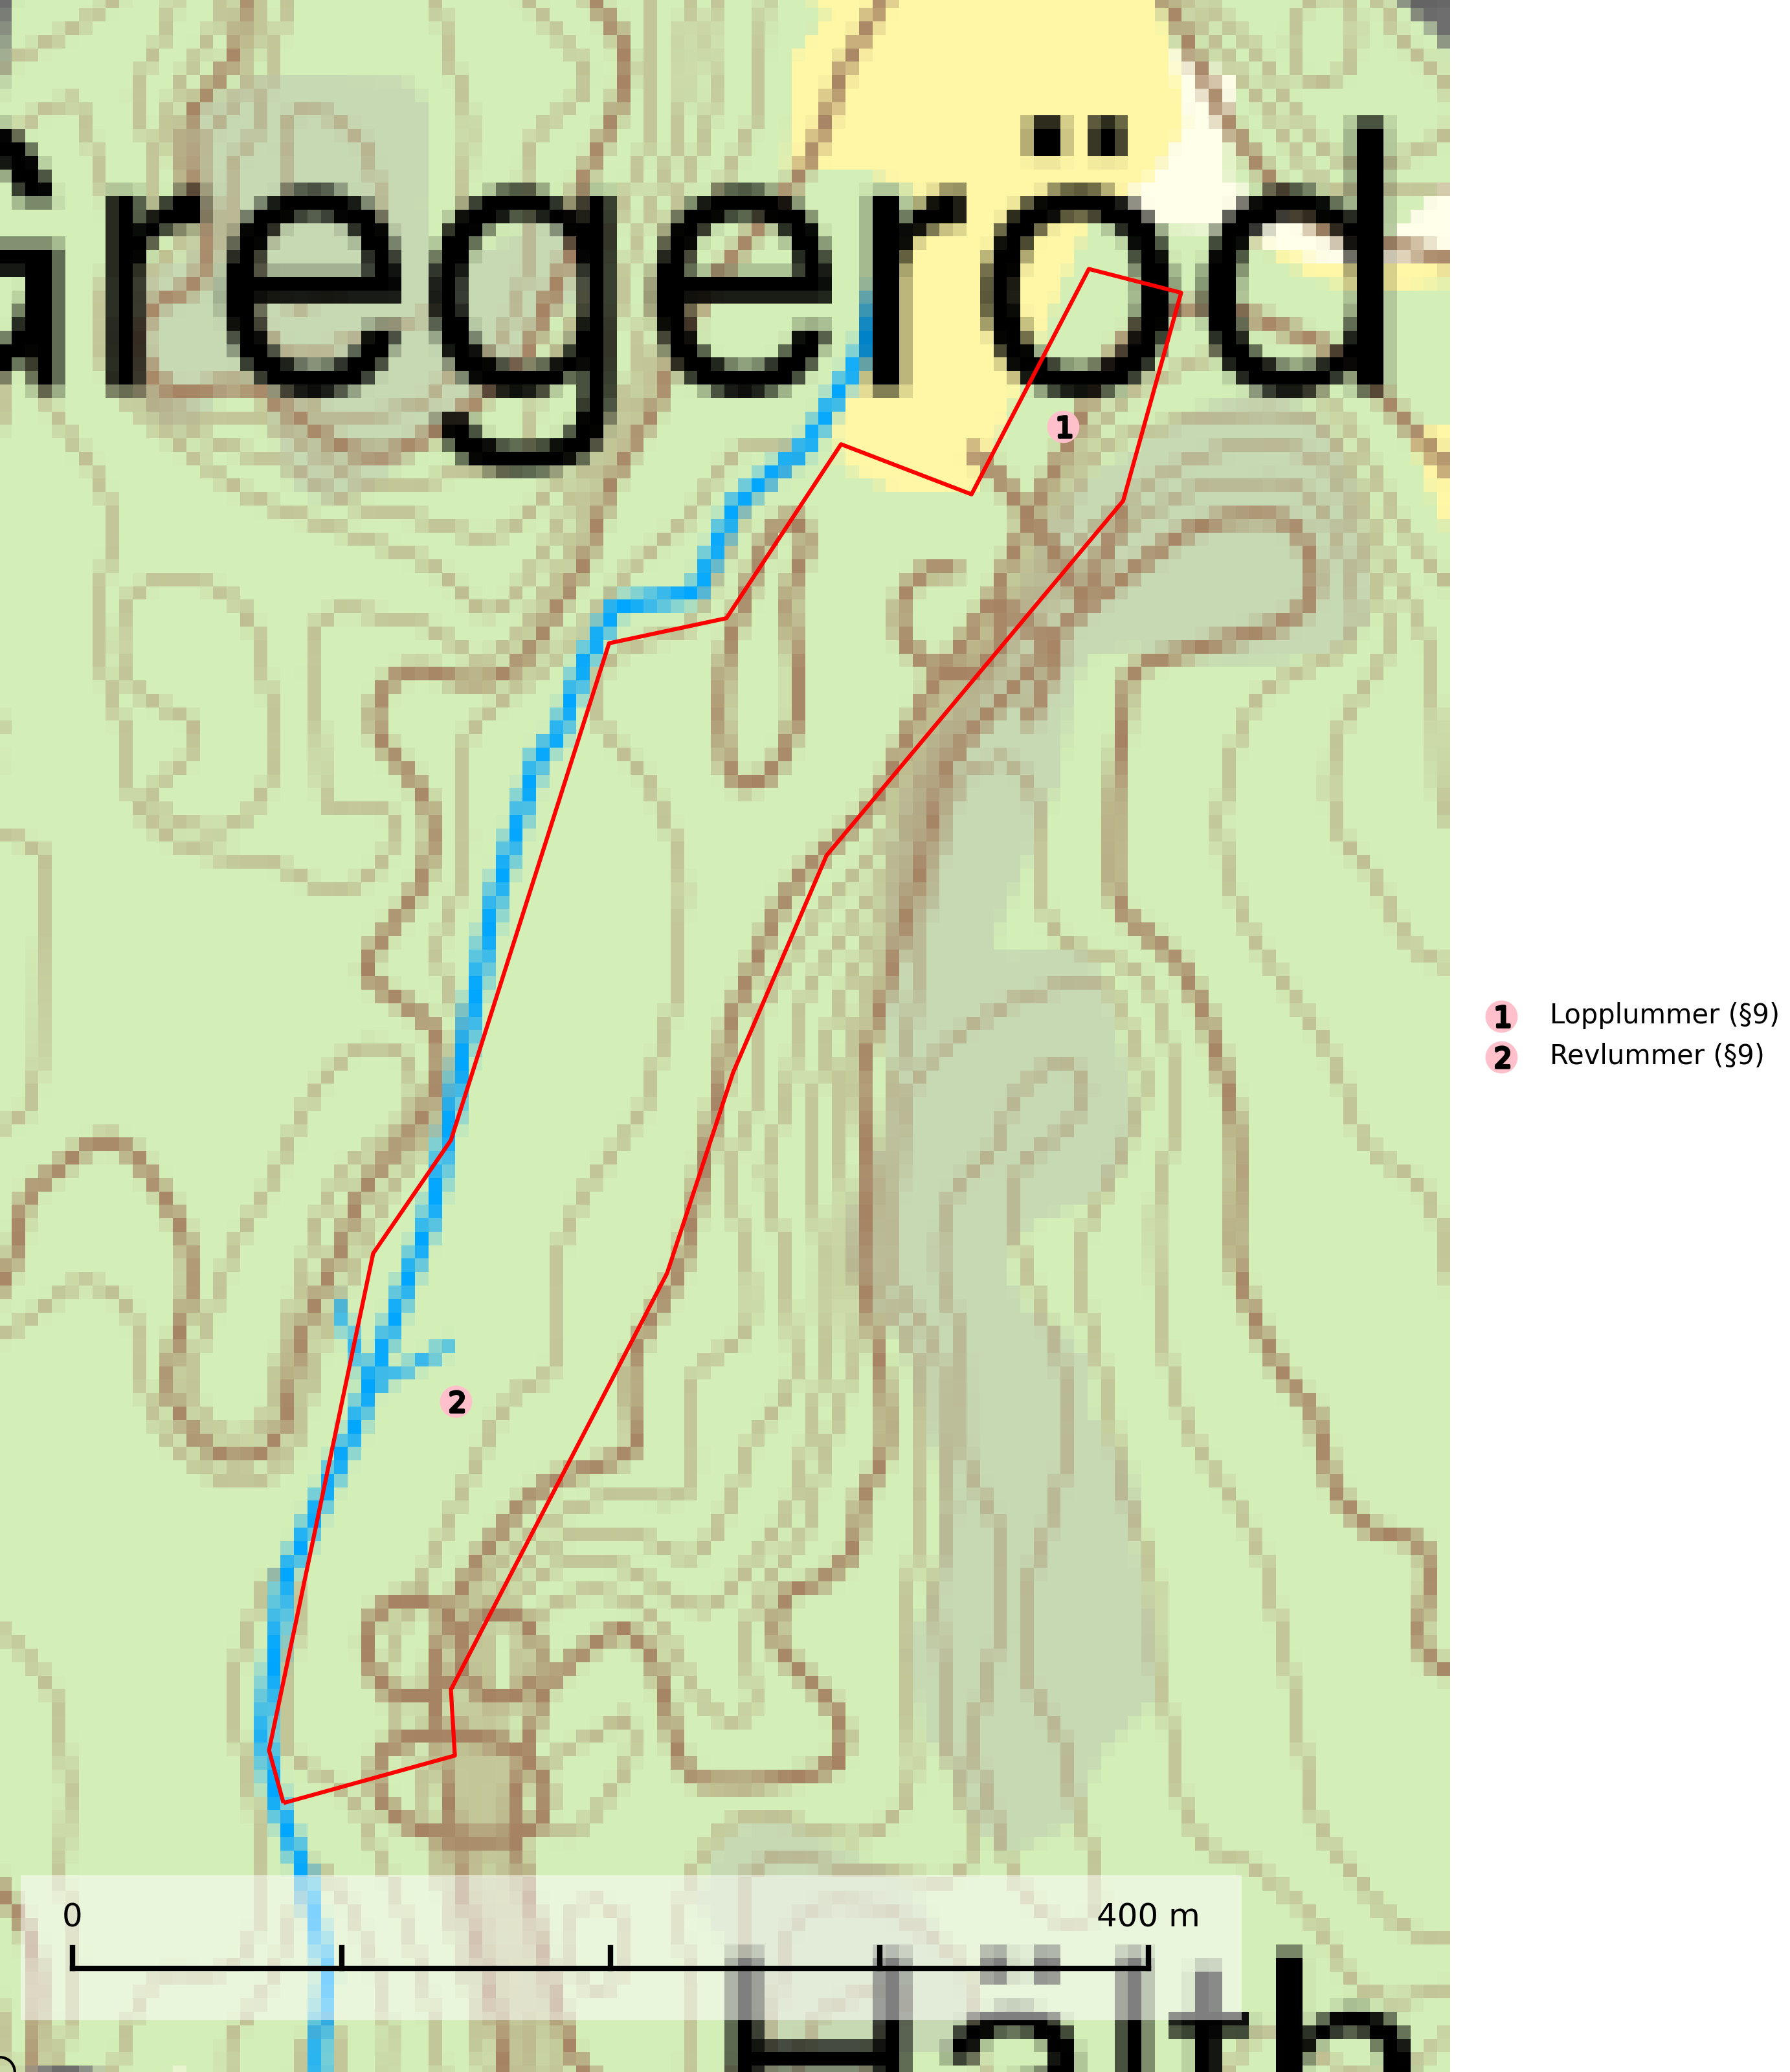 Gregeröd
1
2
1 Lopplummer (§9)
2 Revlummer (§9)
0 400 m